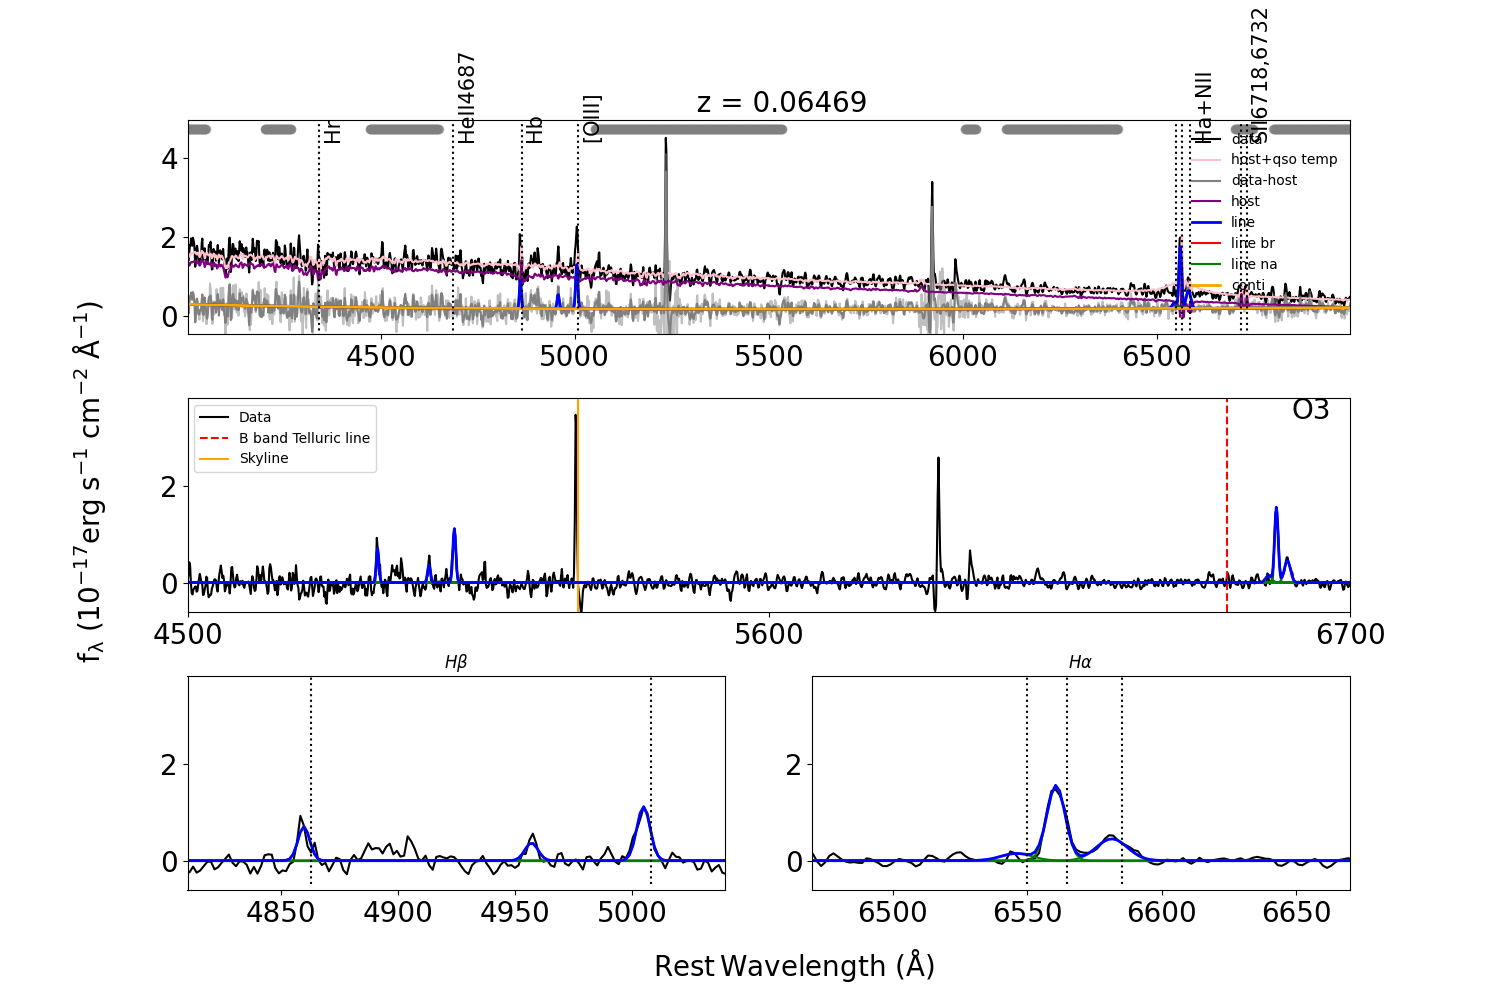 z = 0.06469
Hr
HeII4687
Hb
[OIII]
Ha+NII
SII6718,6732
data
host+qso temp
data-host
host
line
line br
line na
conti
4
2
0
4500 5000 5500 6000 6500
O3
Data
B band Telluric line
Skyline
2
0
4500 5600 6700
fλ (10−17erg s−1 cm−2 Å−1)
Hβ
2
0
4850 4900 4950 5000
Hα
2
0
6500 6550 6600 6650
Rest Wavelength (Å)